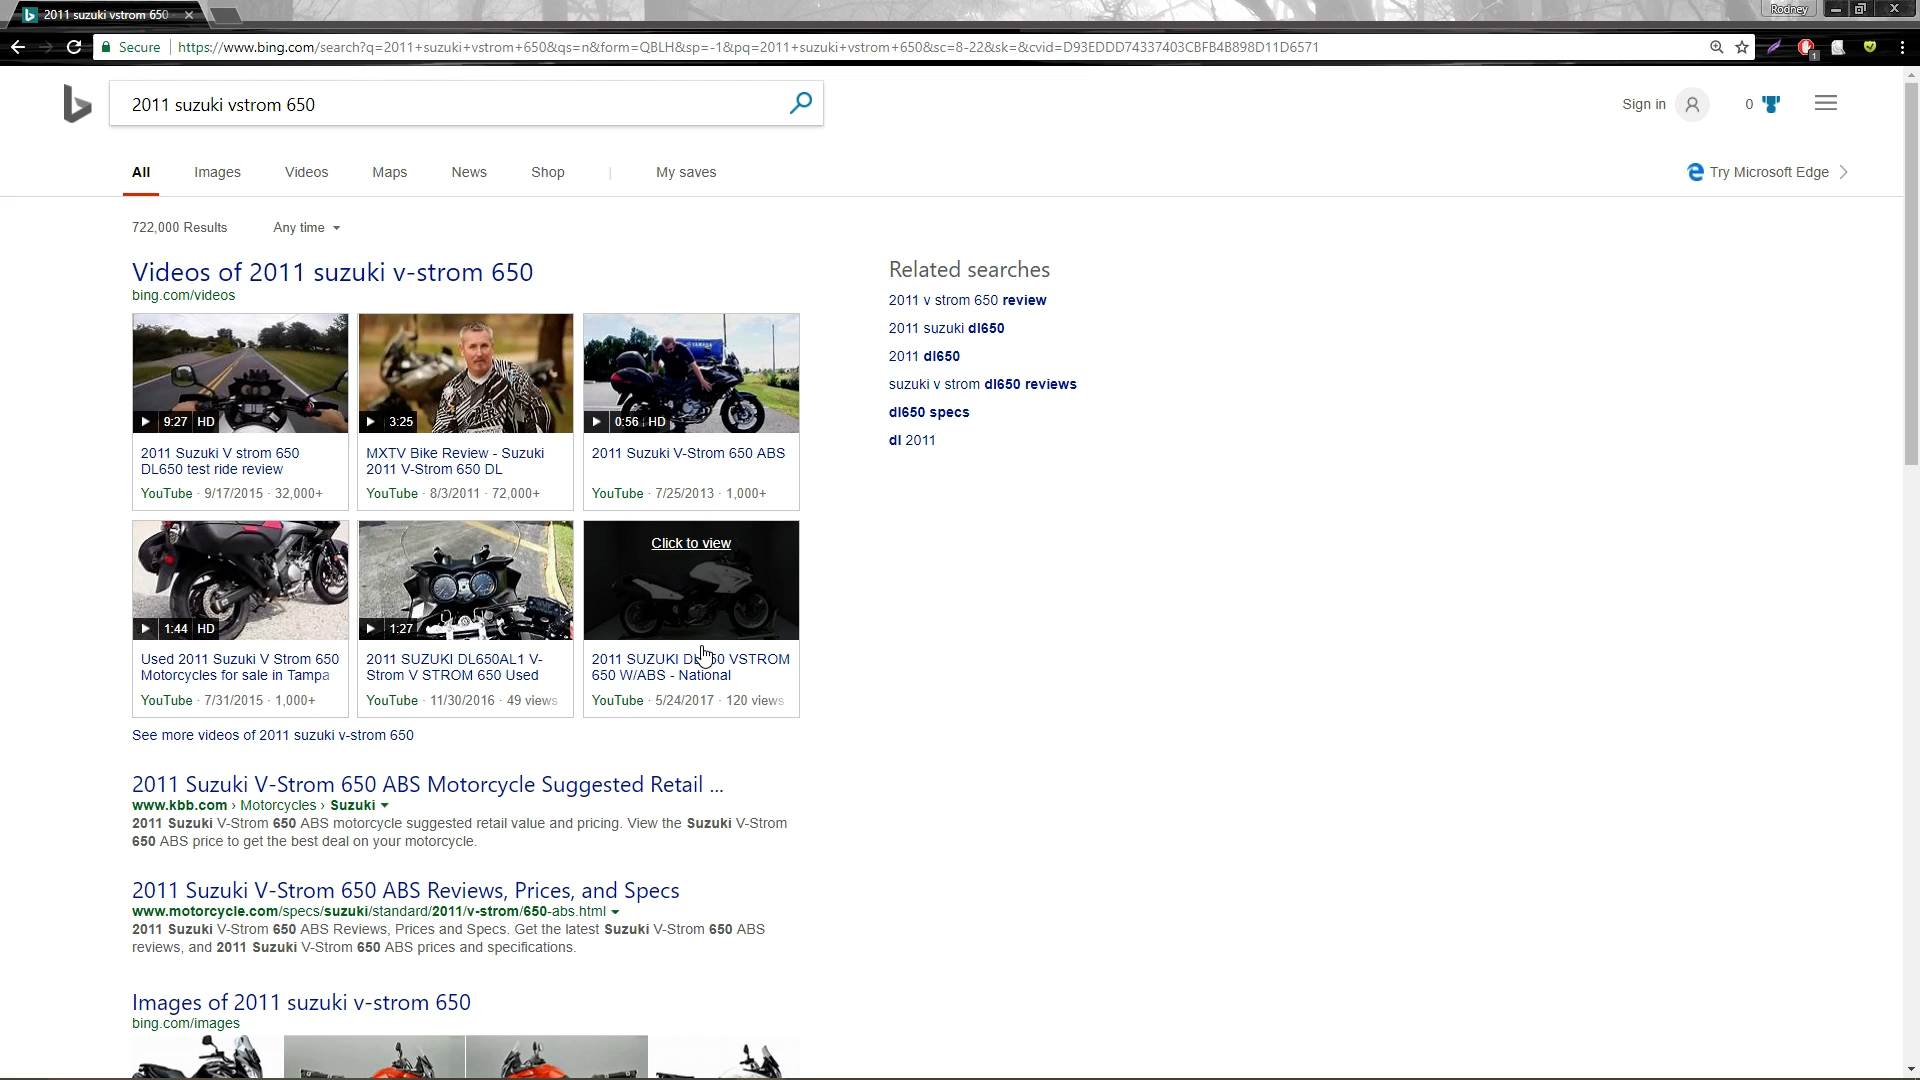 2011 suzuki vstrom 650
Rodney
Secure
https://www.bing.com/search?q=2011+suzuki+vstrom+650&qs=n&form=QBLH&sp=-1&pq=2011+suzuki+vstrom+650&sc=8-22&sk=&cvid=D93EDDD74337403CBFB4B898D11D6571
1
2011 suzuki vstrom 650
Sign in
0
All Images Videos Maps News Shop | My saves
Try Microsoft Edge
722,000 Results Any time
Videos of 2011 suzuki v-strom 650
bing.com/videos
9:27 HD
2011 Suzuki V strom 650
DL650 test ride review
YouTube · 9/17/2015 · 32,000+
3:25
MXTV Bike Review - Suzuki
2011 V-Strom 650 DL
YouTube · 8/3/2011 · 72,000+
YAMAHA
0:56 HD
2011 Suzuki V-Strom 650 ABS
YouTube · 7/25/2013 · 1,000+
1:44 HD
Used 2011 Suzuki V Strom 650
Motorcycles for sale in Tampa
YouTube · 7/31/2015 · 1,000+
1:27
2011 SUZUKI DL650AL1 V-
Strom V STROM 650 Used
YouTube · 11/30/2016 · 49 views
Click to view
2011 SUZUKI VSTROM
650 W/ABS - National
YouTube · 5/24/2017 · 120 views
See more videos of 2011 suzuki v-strom 650
2011 Suzuki V-Strom 650 ABS Motorcycle Suggested Retail ...
www.kbb.com › Motorcycles › Suzuki
2011 Suzuki V-Strom 650 ABS motorcycle suggested retail value and pricing. View the Suzuki V-Strom
650 ABS price to get the best deal on your motorcycle.
2011 Suzuki V-Strom 650 ABS Reviews, Prices, and Specs
www.motorcycle.com/specs/suzuki/standard/2011/v-strom/650-abs.html
2011 Suzuki V-Strom 650 ABS Reviews, Prices and Specs. Get the latest Suzuki V-Strom 650 ABS
reviews, and 2011 Suzuki V-Strom 650 ABS prices and specifications.
Images of 2011 suzuki v-strom 650
bing.com/images
Related searches
2011 v strom 650 review
2011 suzuki dl650
2011 dl650
suzuki v strom dl650 reviews
dl650 specs
dl 2011